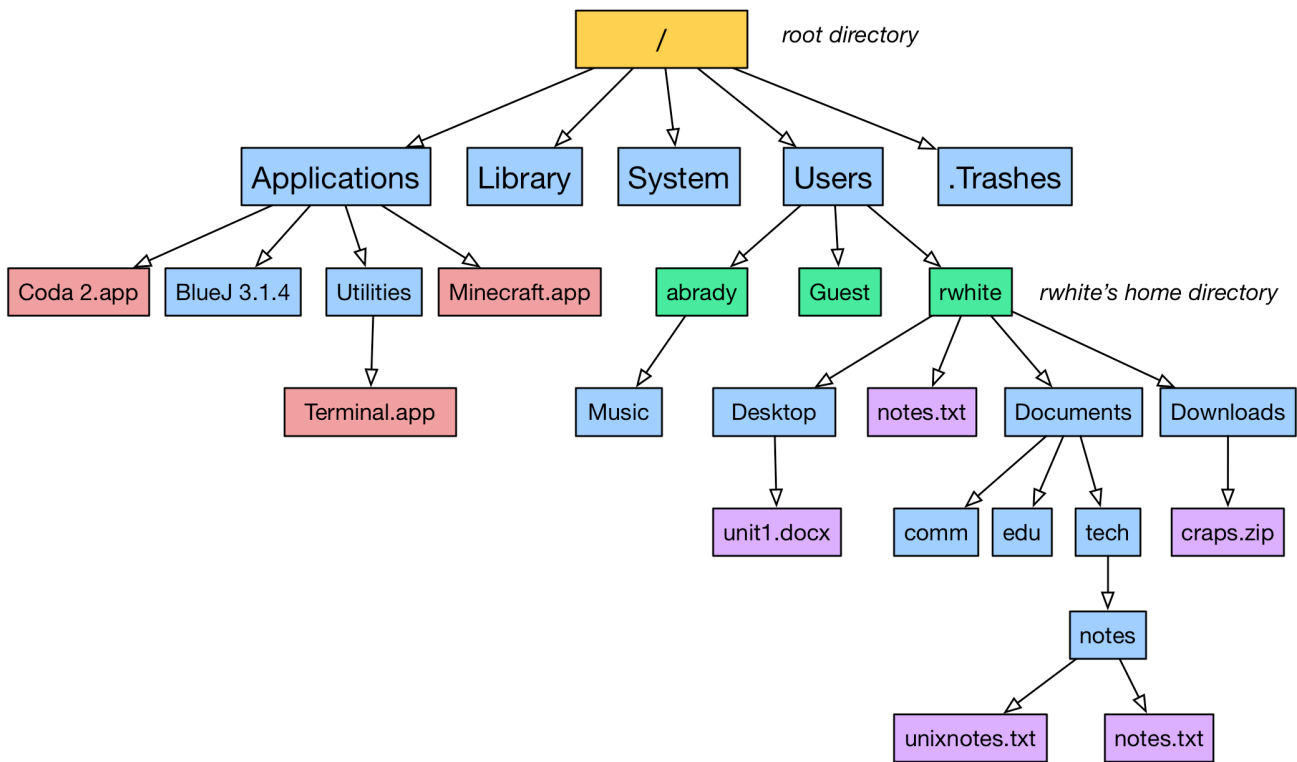 /
root directory
Applications
Library
System
Users
.Trashes
Coda 2.app
BlueJ 3.1.4
Utilities
Minecraft.app
abrady
Guest
rwhite
rwhite’s home directory
Terminal.app
Music
Desktop
notes.txt
Documents
Downloads
unit1.docx
comm
edu
tech
craps.zip
notes
unixnotes.txt
notes.txt